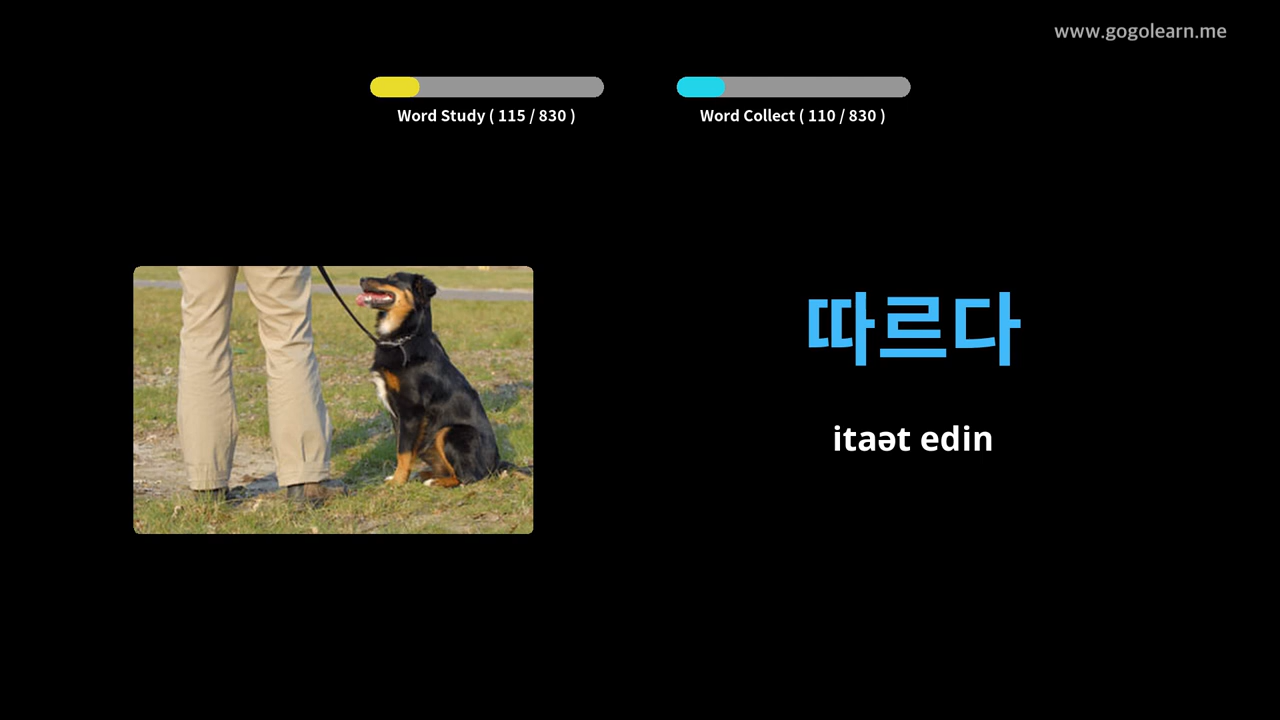 www.gogolearn.me
Word Study ( 115 / 830 )
Word Collect ( 110 / 830 )
따르다
itaət edin